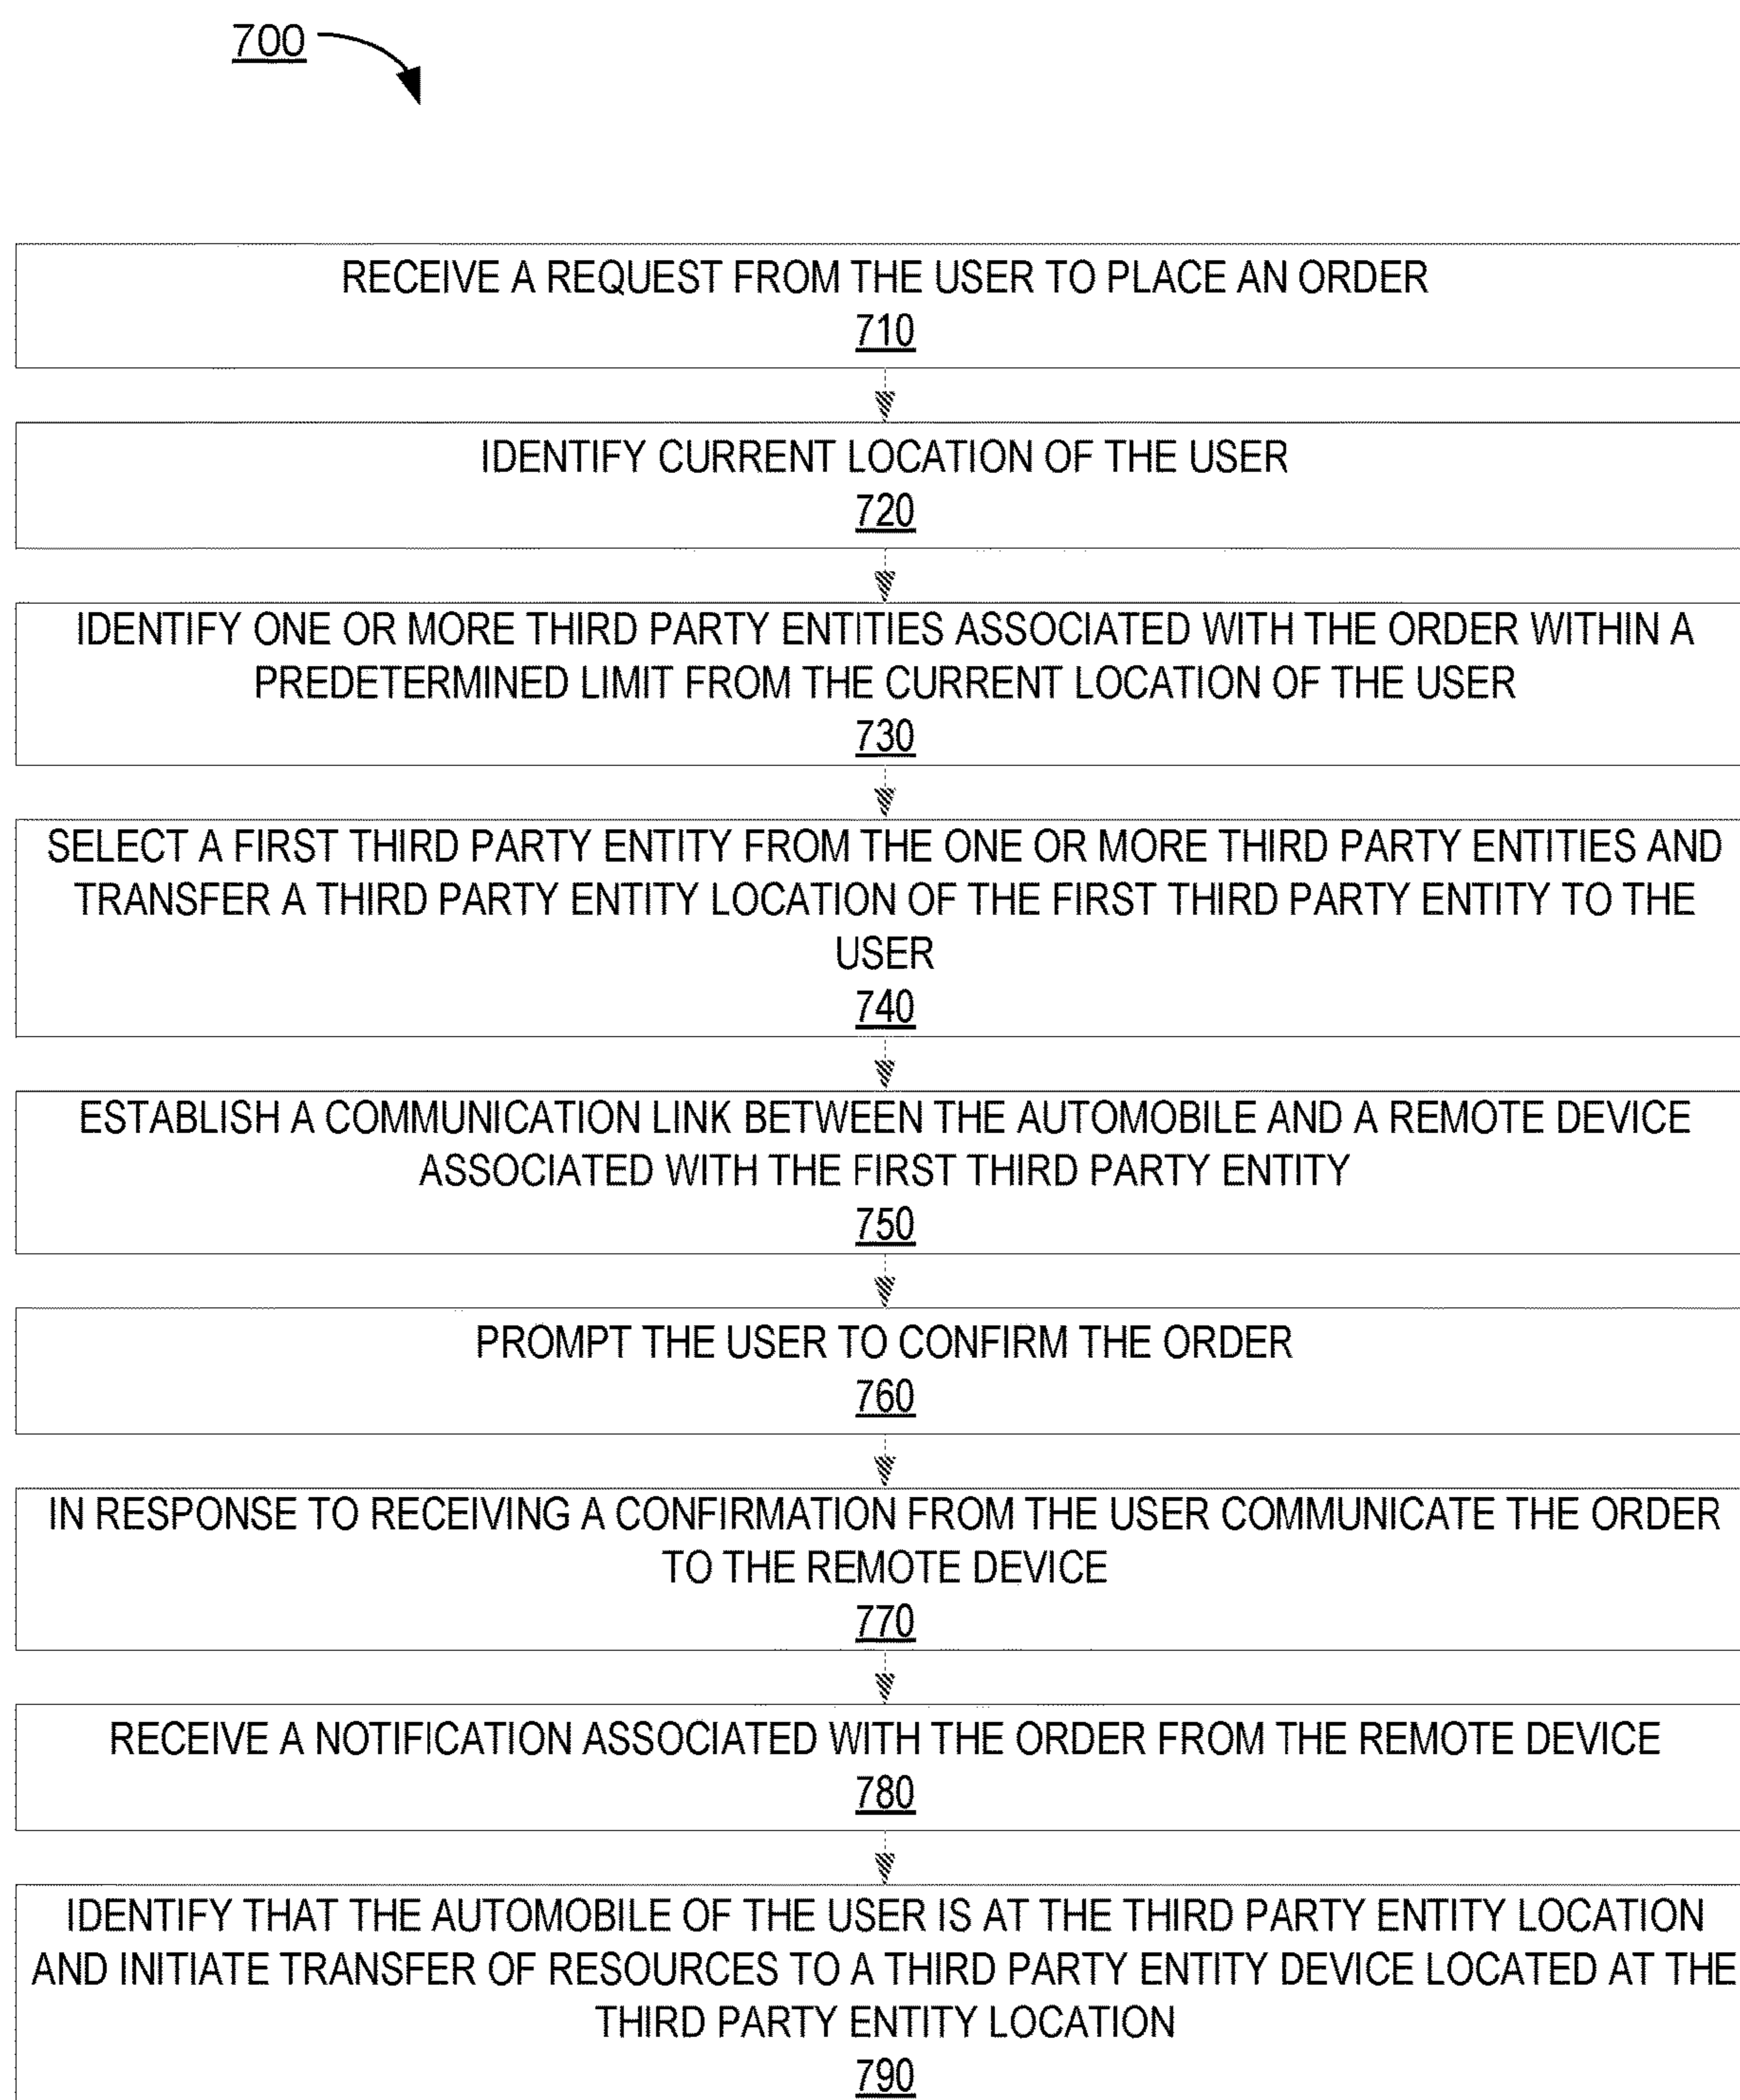 700
RECEIVE A REQUEST FROM THE USER TO PLACE AN ORDER
710
IDENTIFY CURRENT LOCATION OF THE USER
720
IDENTIFY ONE OR MORE THIRD PARTY ENTITIES ASSOCIATED WITH THE ORDER WITHIN A
PREDETERMINED LIMIT FROM THE CURRENT LOCATION OF THE USER
730
SELECT A FIRST THIRD PARTY ENTITY FROM THE ONE OR MORE THIRD PARTY ENTITIES AND
TRANSFER A THIRD PARTY ENTITY LOCATION OF THE FIRST THIRD PARTY ENTITY TO THE
USER
740
ESTABLISH A COMMUNICATION LINK BETWEEN THE AUTOMOBILE AND A REMOTE DEVICE
ASSOCIATED WITH THE FIRST THIRD PARTY ENTITY
750
PROMPT THE USER TO CONFIRM THE ORDER
760
IN RESPONSE TO RECEIVING A CONFIRMATION FROM THE USER COMMUNICATE THE ORDER
TO THE REMOTE DEVICE
770
RECEIVE A NOTIFICATION ASSOCIATED WITH THE ORDER FROM THE REMOTE DEVICE
780
IDENTIFY THAT THE AUTOMOBILE OF THE USER IS AT THE THIRD PARTY ENTITY LOCATION
AND INITIATE TRANSFER OF RESOURCES TO A THIRD PARTY ENTITY DEVICE LOCATED AT THE
THIRD PARTY ENTITY LOCATION
790